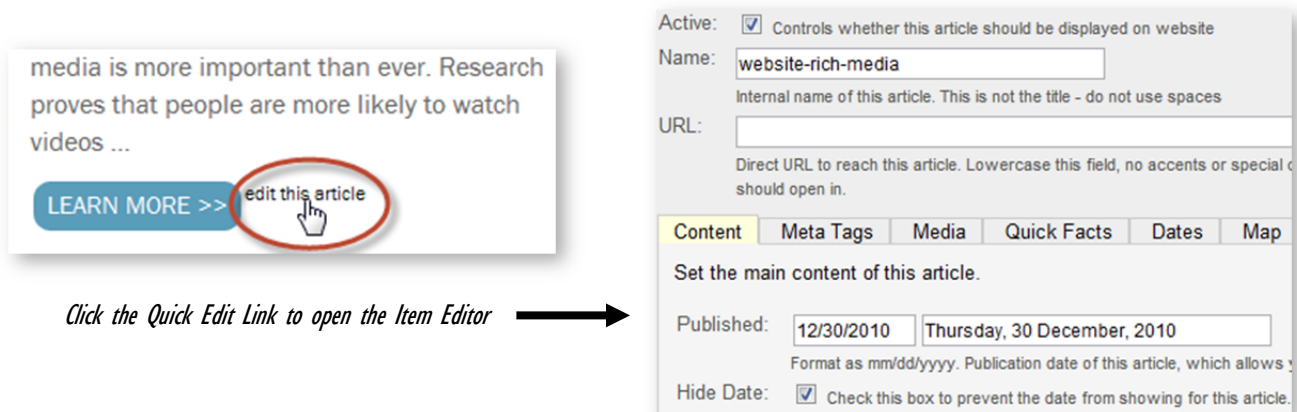 media is more important than ever. Research
proves that people are more likely to watch
videos ...
LEARN MORE >>
edit this article
Click the Quick Edit Link to open the Item Editor
Active:
Controls whether this article should be displayed on website
Name:
website-rich-media
Internal name of this article. This is not the title - do not use spaces
URL:
Direct URL to reach this article. Lowercase this field, no accents or special
should open in.
Content Meta Tags Media Quick Facts Dates Map
Set the main content of this article.
Published:
12/30/2010 Thursday, 30 December, 2010
Format as mm/dd/yyyy. Publication date of this article, which allows
Hide Date:
Check this box to prevent the date from showing for this article.